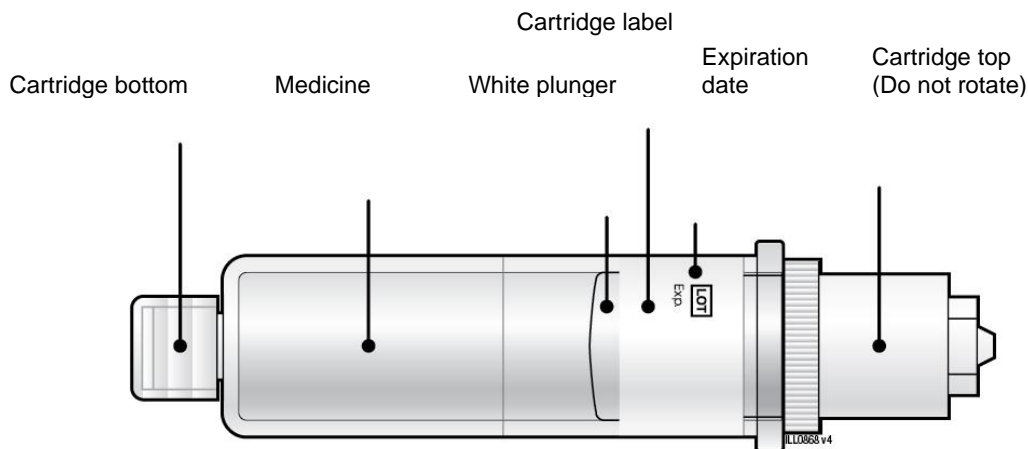 Cartridge label
Cartridge bottom
Medicine
White plunger
Expiration
date
Cartridge top
(Do not rotate)
LOT
Exp.
ILL0868 v4